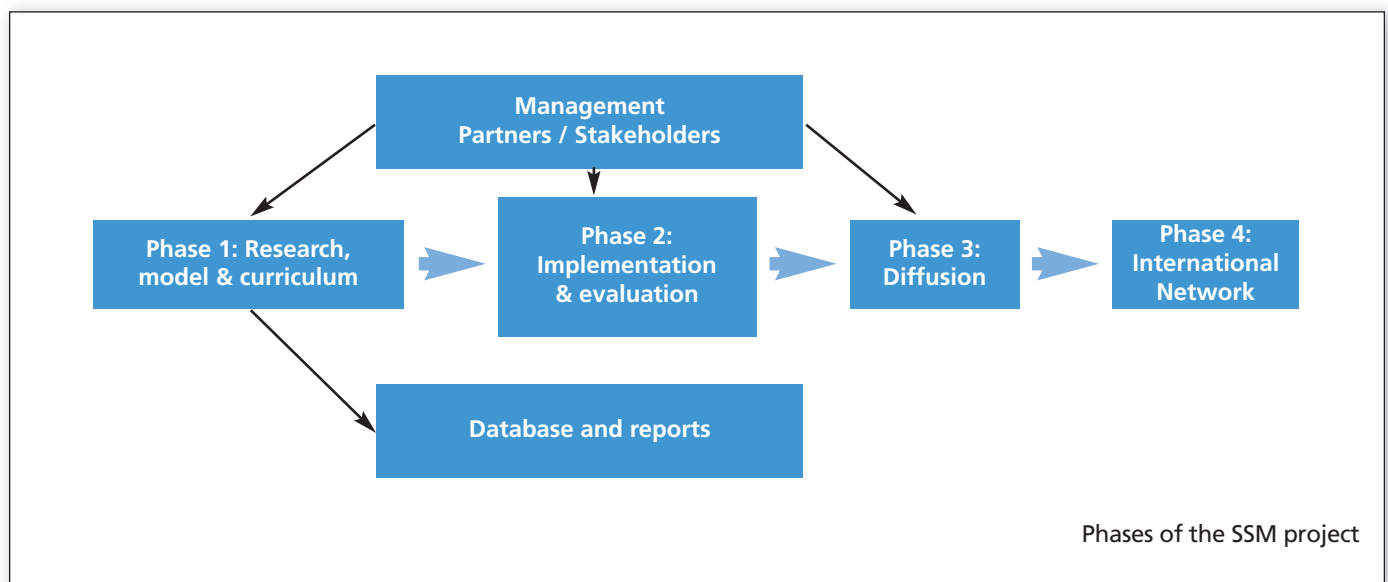 Management
Partners / Stakeholders
Phase 1: Research,
model & curriculum
Phase 2:
Implementation
& evaluation
Phase 3:
Diffusion
Phase 4:
International
Network
Database and reports
Phases of the SSM project